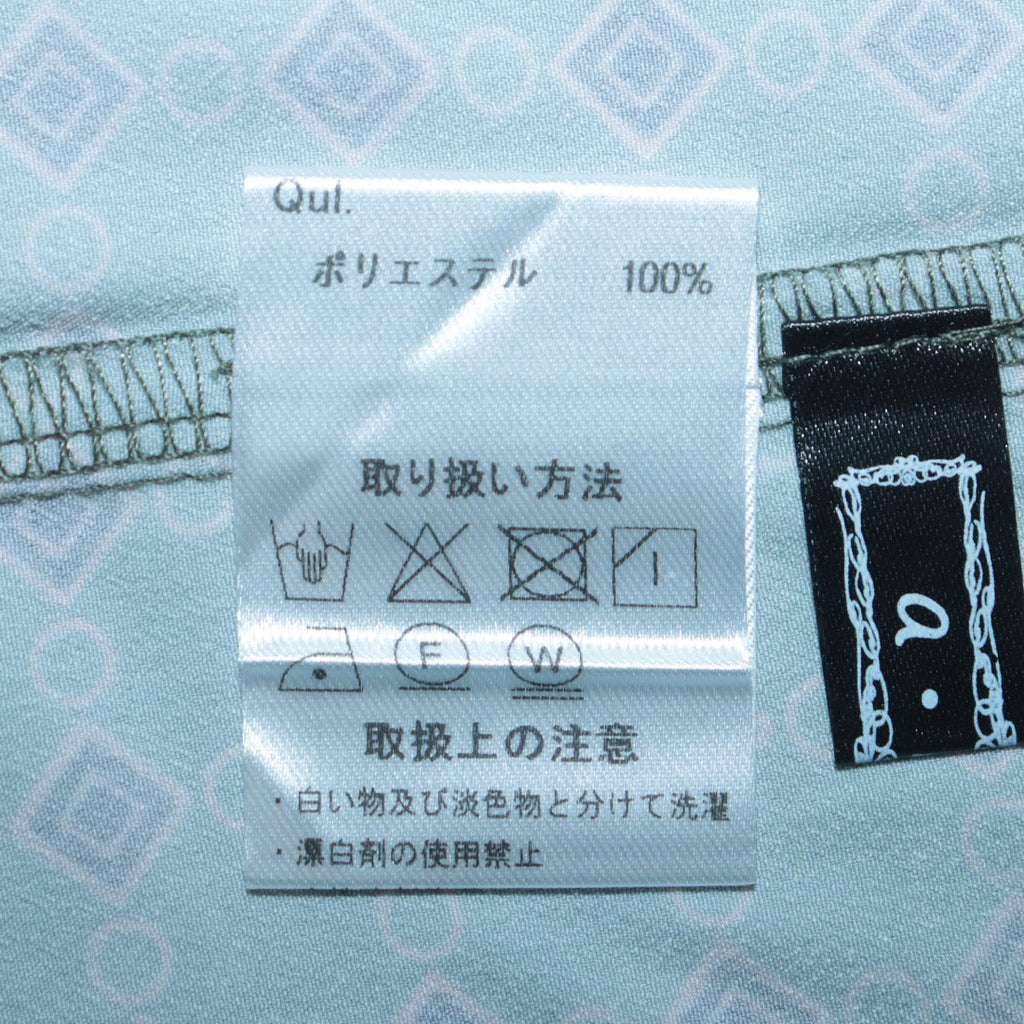 Qut.
ポリエステル 100%
取り扱い方法
F W
取扱上の注意
・白い物及び淡色物と分けて洗濯
・漂白剤の使用禁止
a